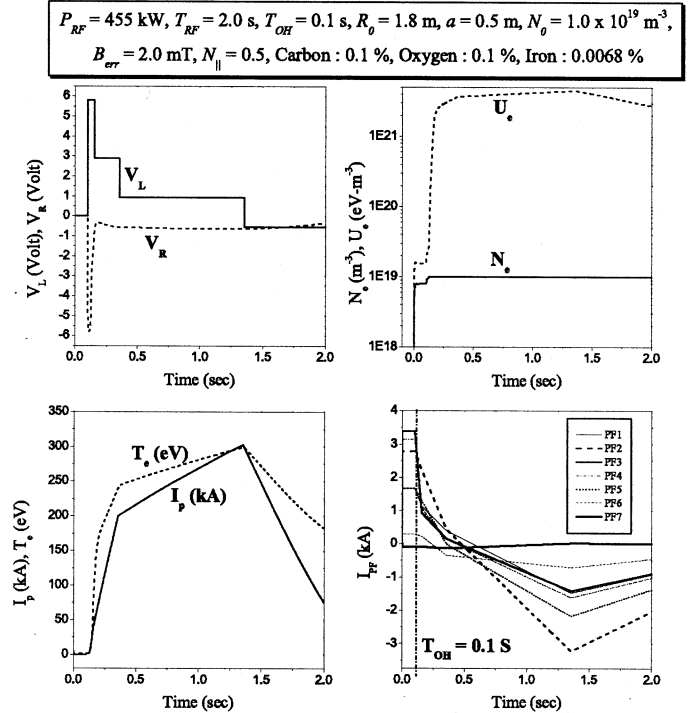 P_RF = 455 kW, T_RF = 2.0 s, T_OH = 0.1 s, R_0 = 1.8 m, a = 0.5 m, N_0 = 1.0 x 10^19 m^-3,
B_err = 2.0 mT, N_|| = 0.5, Carbon : 0.1 %, Oxygen : 0.1 %, Iron : 0.0068 %
V_L (Volt), V_R (Volt)
6
5
4
3
2
1
0
-1
-2
-3
-4
-5
-6
V_L
V_R
0.0 0.5 1.0 1.5 2.0
Time (sec)
N_e (m^-3), U_e (eV-m^-3)
1E21
1E20
1E19
1E18
U_e
N_e
0.0 0.5 1.0 1.5 2.0
Time (sec)
I_p (kA), T_e (eV)
350
300
250
200
150
100
50
0
T_e (eV)
I_p (kA)
0.0 0.5 1.0 1.5 2.0
Time (sec)
I_PF (kA)
4
3
2
1
0
-1
-2
-3
PF1
PF2
PF3
PF4
PF5
PF6
PF7
T_OH = 0.1 S
0.0 0.5 1.0 1.5 2.0
Time (sec)